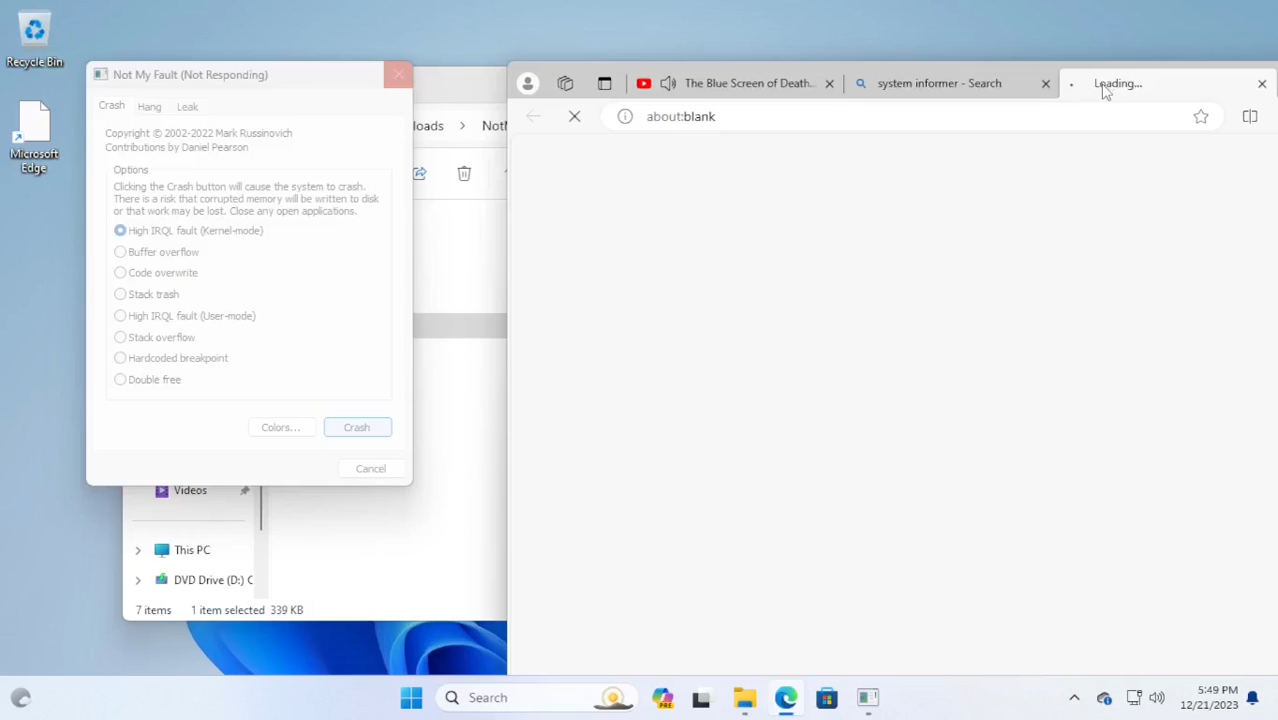 Recycle Bin
Microsoft
Edge
Not My Fault (Not Responding)
Crash
Hang
Leak
Copyright © 2002-2022 Mark Russinovich
Contributions by Daniel Pearson
Options
Clicking the Crash button will cause the system to crash.
There is a risk that corrupted memory will be written to disk
or that work may be lost. Close any open applications.
High IRQL fault (Kernel-mode)
Buffer overflow
Code overwrite
Stack trash
High IRQL fault (User-mode)
Stack overflow
Hardcoded breakpoint
Double free
Colors...
Crash
Cancel
loads > NotM
Videos
This PC
DVD Drive (D:) C
7 items
1 item selected 339 KB
The Blue Screen of Death...
system informer - Search
Loading...
about:blank
Search
PRE
5:49 PM
12/21/2023